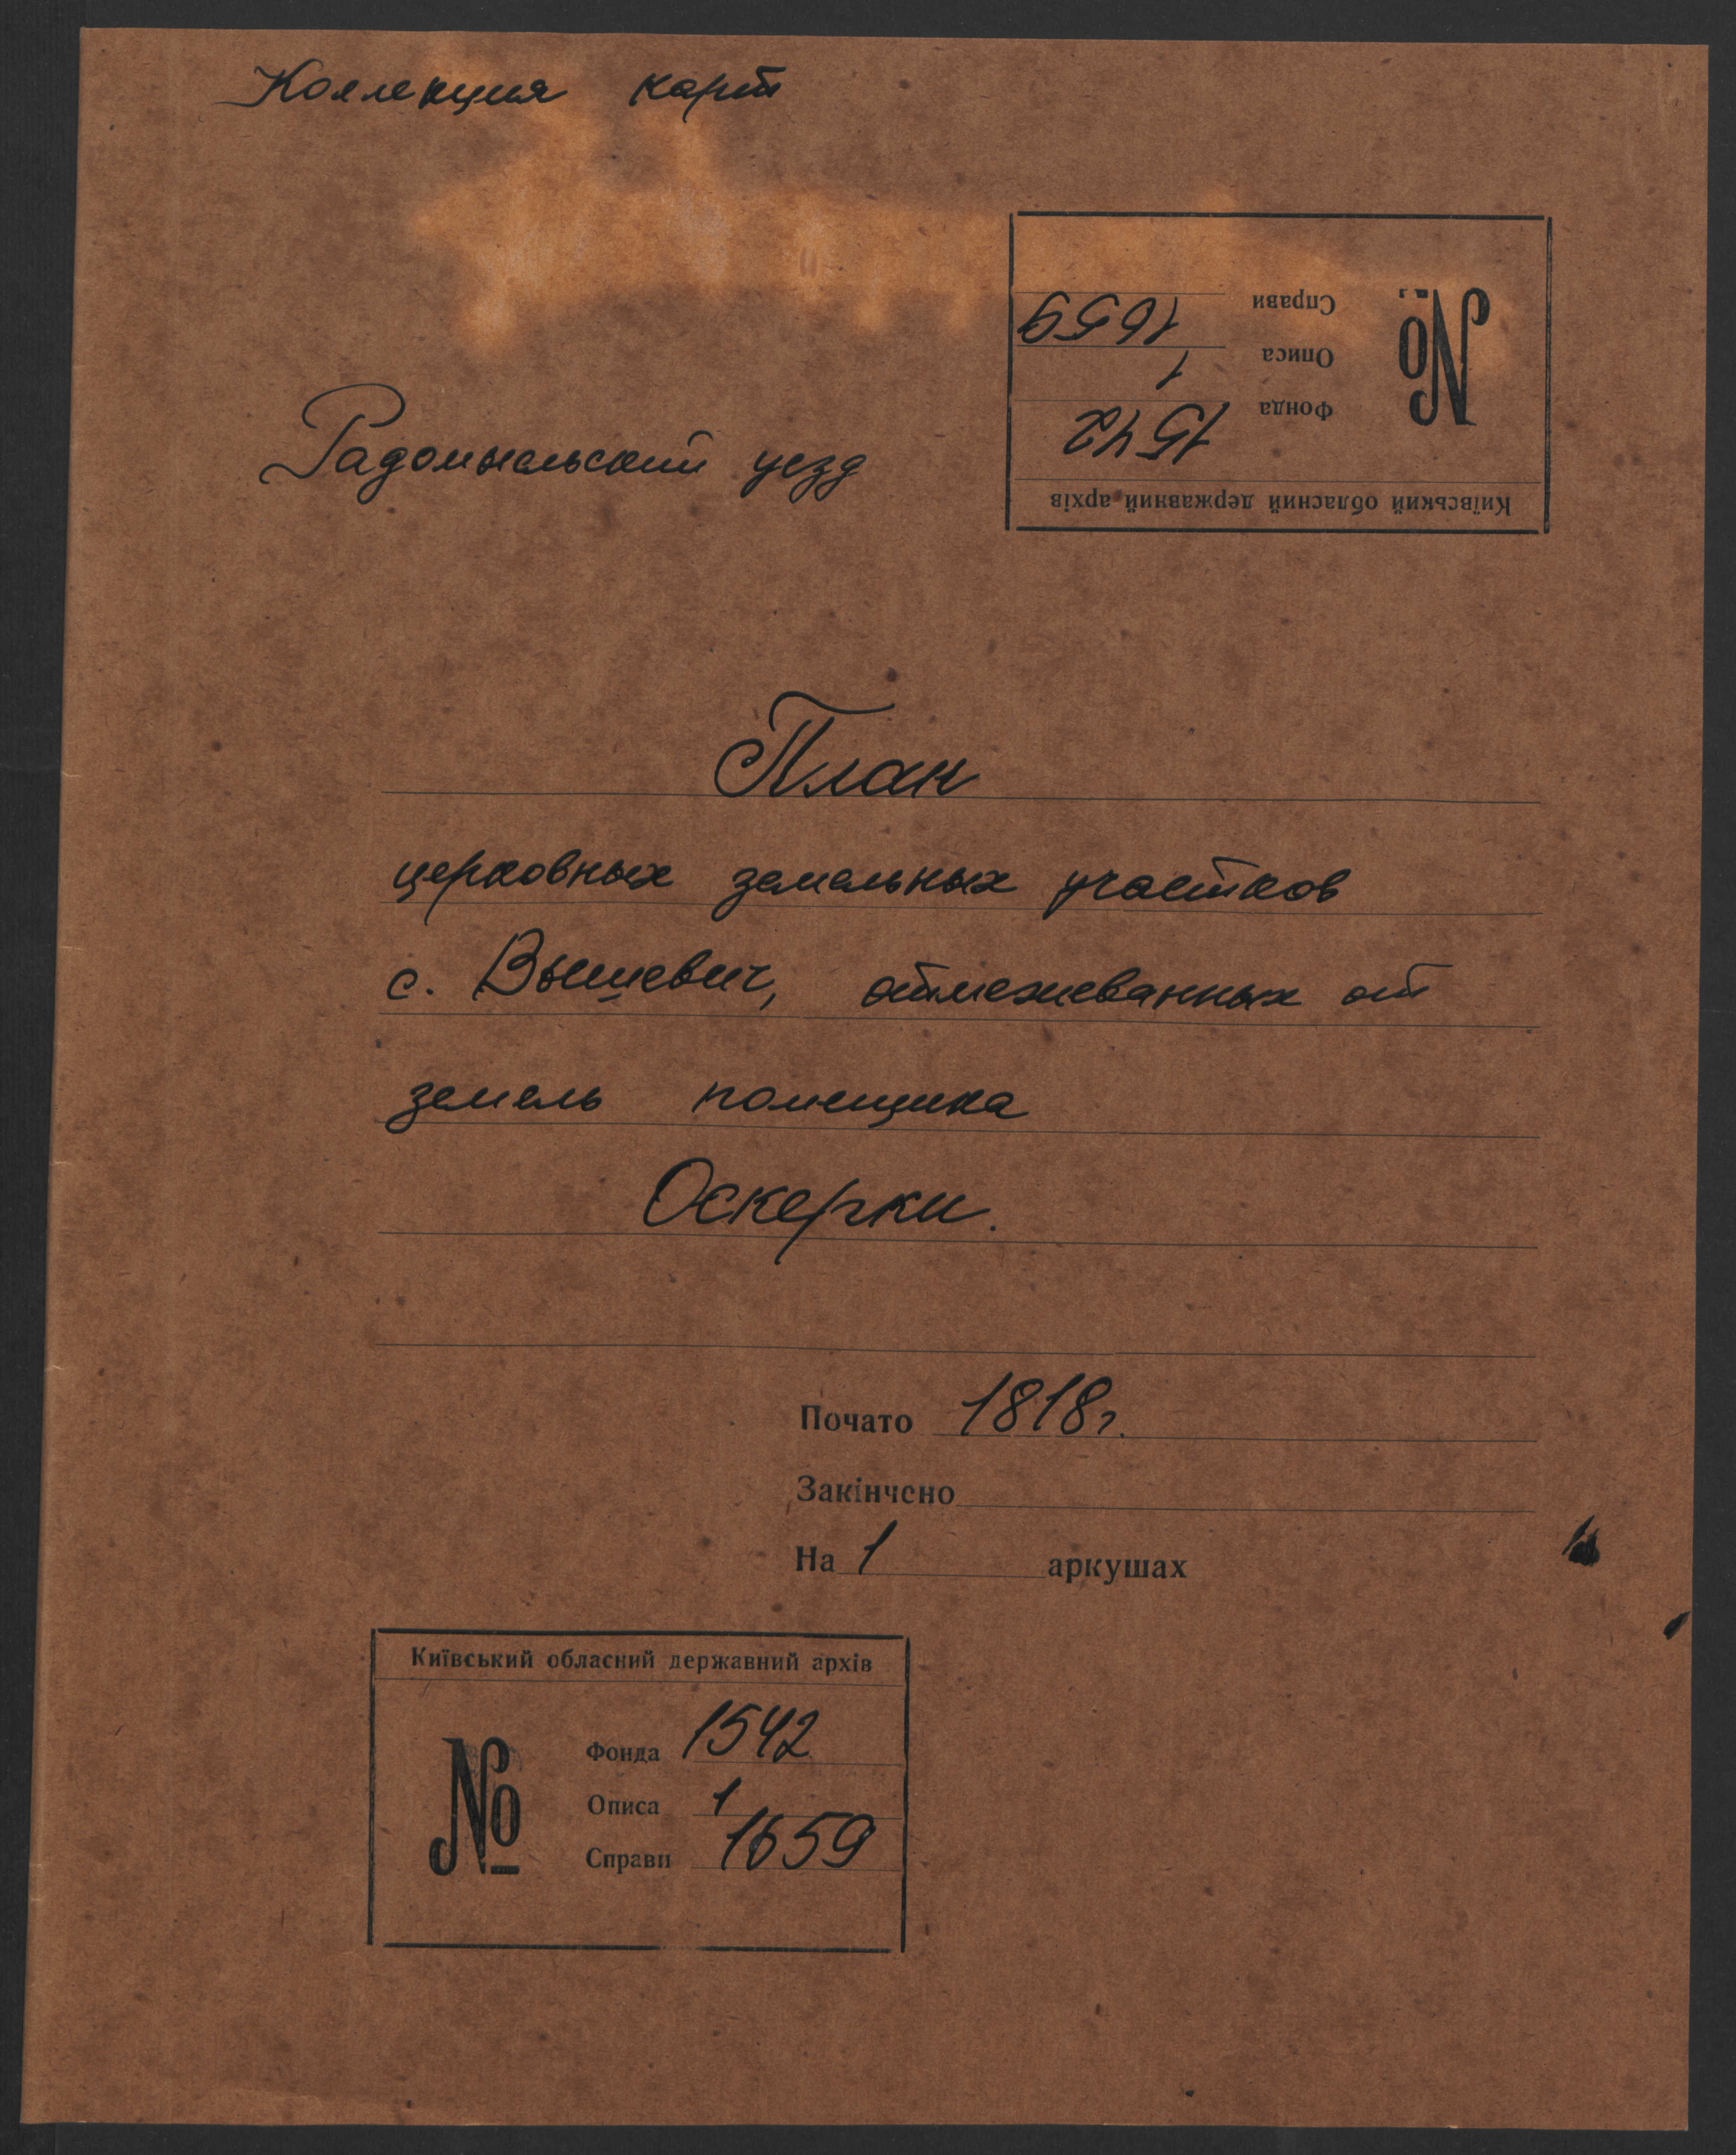 Коллекция карт
Київський обласний державний архів
№
Фонда 1542
Описа 1
Справи 1659
Радомысльский уезд
План
церковных земельных участков
с. Вышевич, отмежеванных от
земель помещика
Оскерки.
Почато 1818 г.
Закінчено
На 1 аркушах
Київський обласний державний архів
№
Фонда 1542
Описа 1
Справи 1659